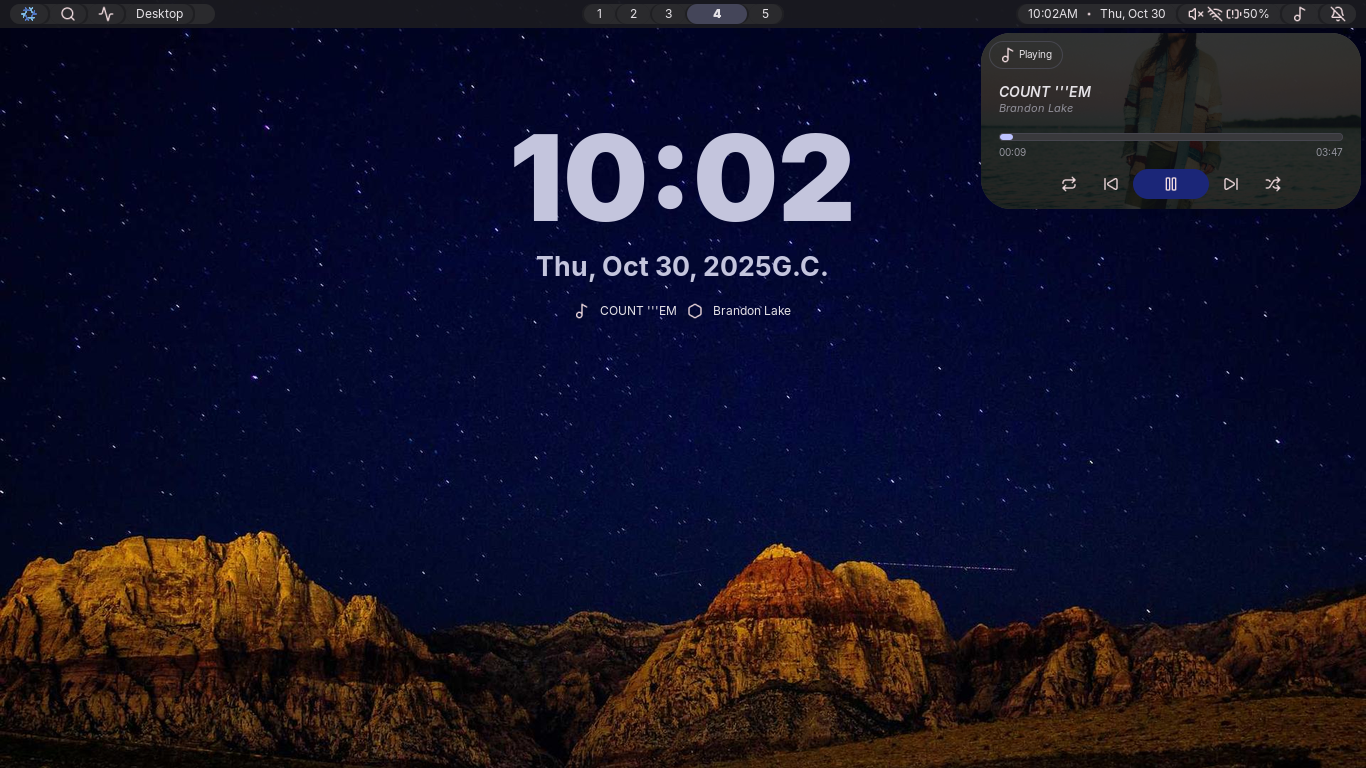 Desktop
1 2 3 4 5
10:02AM • Thu, Oct 30
50%
Playing
COUNT '''EM
Brandon Lake
00:09 03:47
10:02
Thu, Oct 30, 2025G.C.
COUNT '''EM Brandon Lake